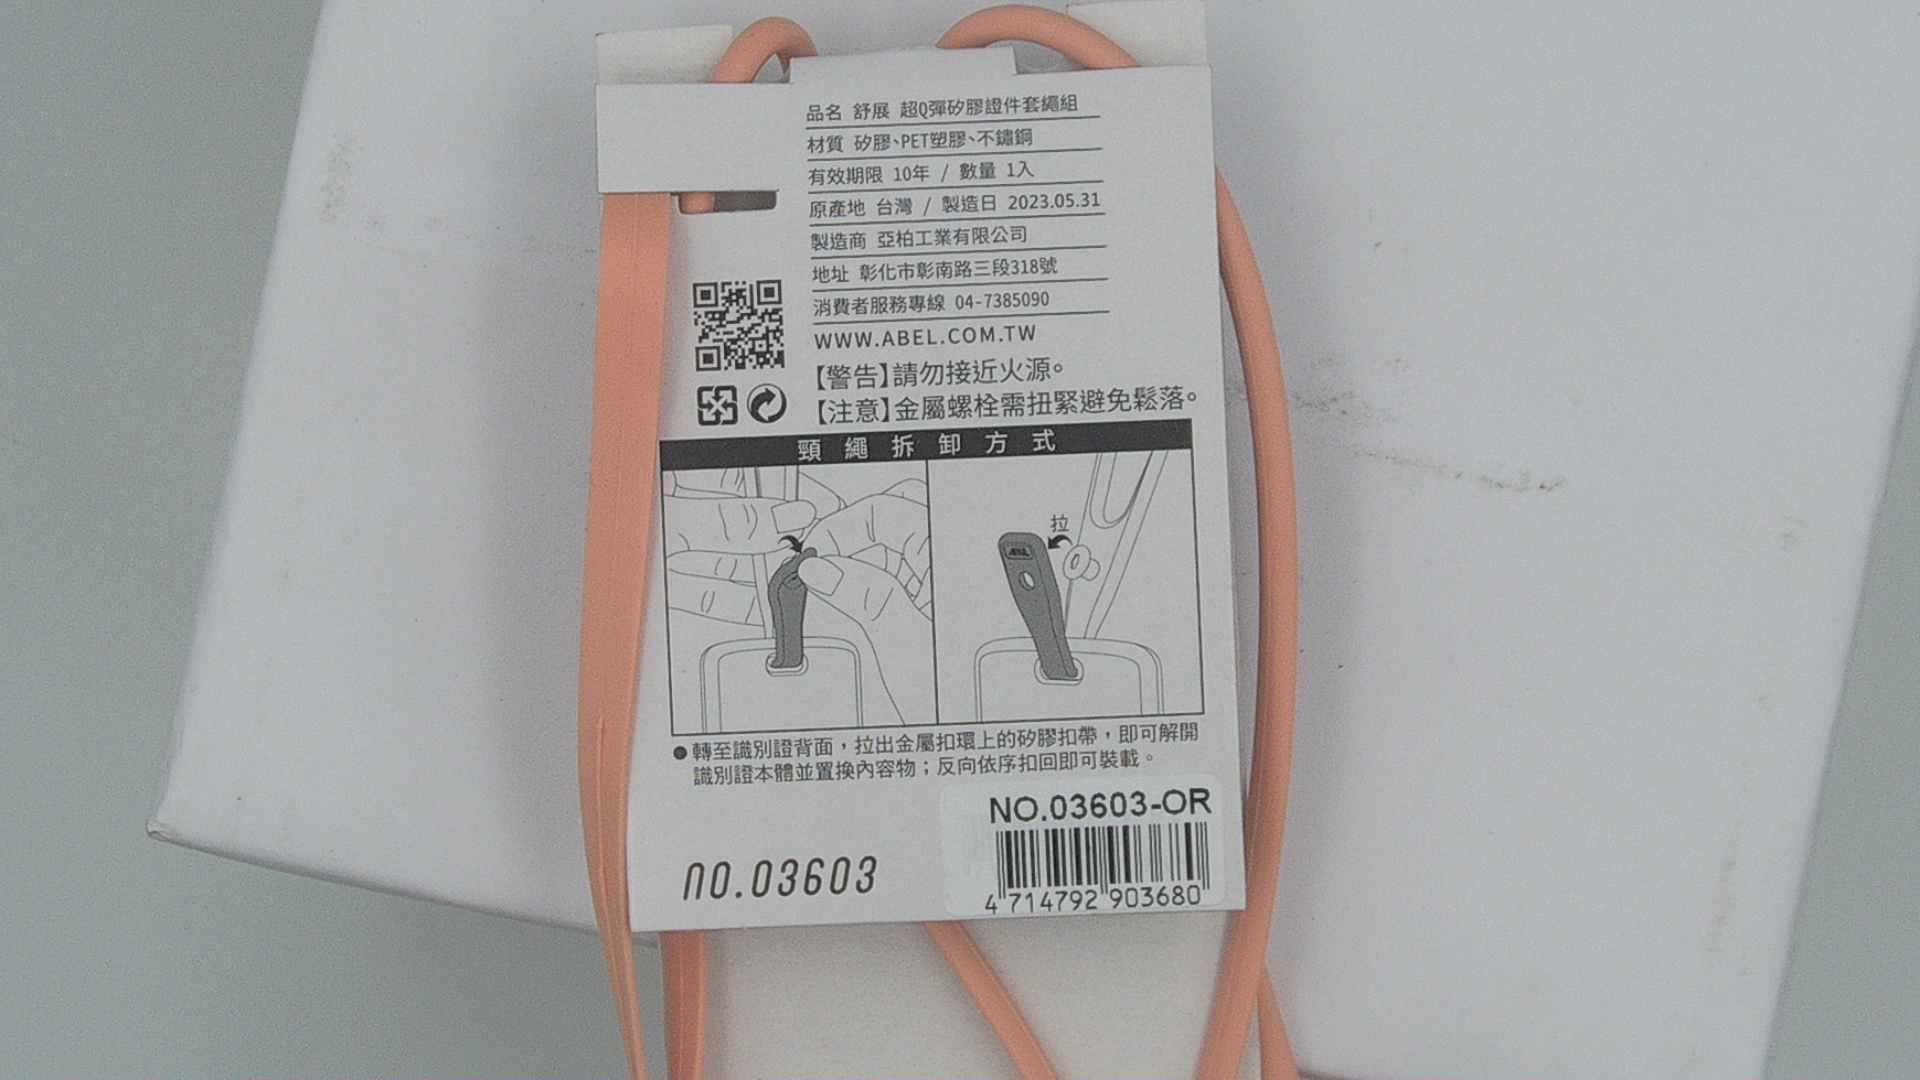 品名 舒展 超Q彈矽膠證件套繩組
材質 矽膠、PET塑膠、不鏽鋼
有效期限 10年 / 數量 1入
原產地 台灣 / 製造日 2023.05.31
製造商 亞柏工業有限公司
地址 彰化市彰南路三段318號
消費者服務專線 04-7385090
WWW.ABEL.COM.TW
【警告】請勿接近火源。
【注意】金屬螺栓需扭緊避免鬆落。
頸繩拆卸方式
拉
●轉至識別證背面，拉出金屬扣環上的矽膠扣帶，即可解開
識別證本體並置換內容物；反向依序扣回即可裝載。
NO.03603-OR
no.03603
4 714792 903680